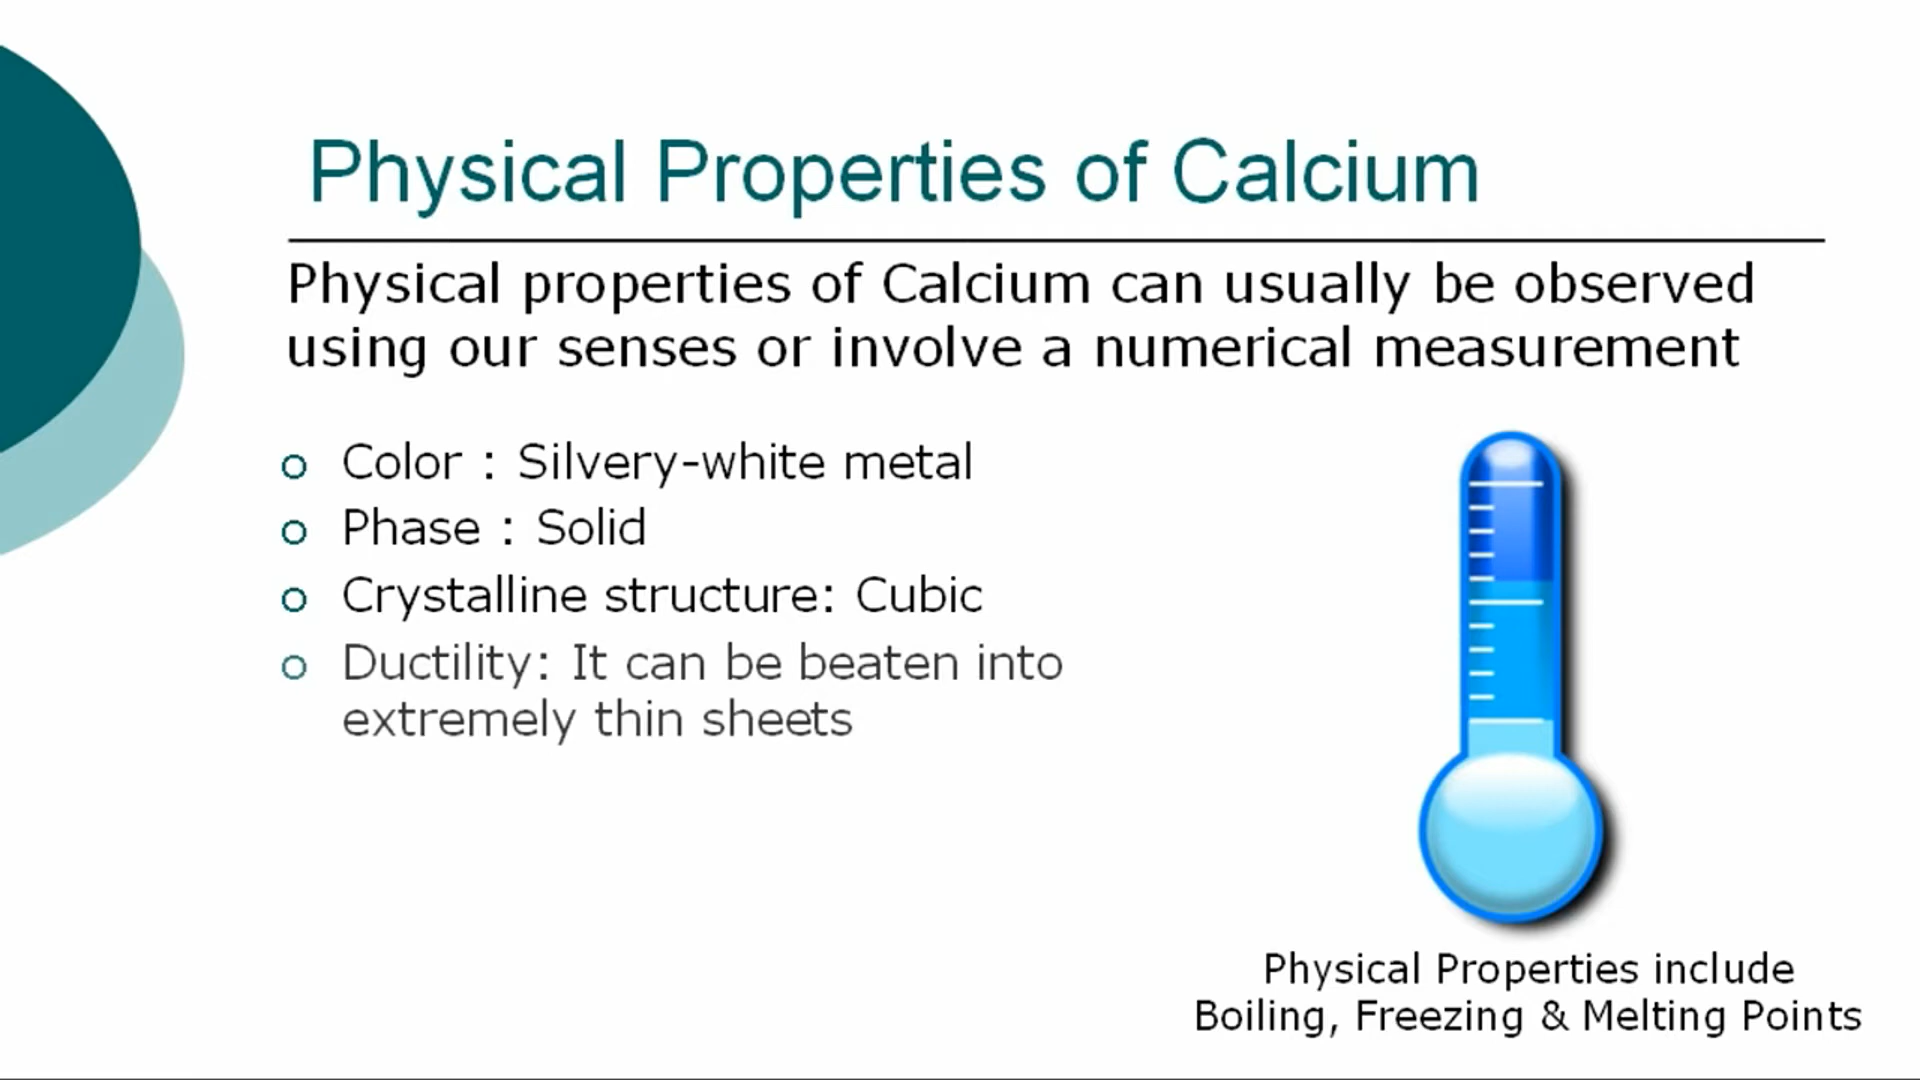 Physical Properties of Calcium
Physical properties of Calcium can usually be observed
using our senses or involve a numerical measurement
o Color : Silvery-white metal
o Phase : Solid
o Crystalline structure: Cubic
o Ductility: It can be beaten into
extremely thin sheets
Physical Properties include
Boiling, Freezing & Melting Points